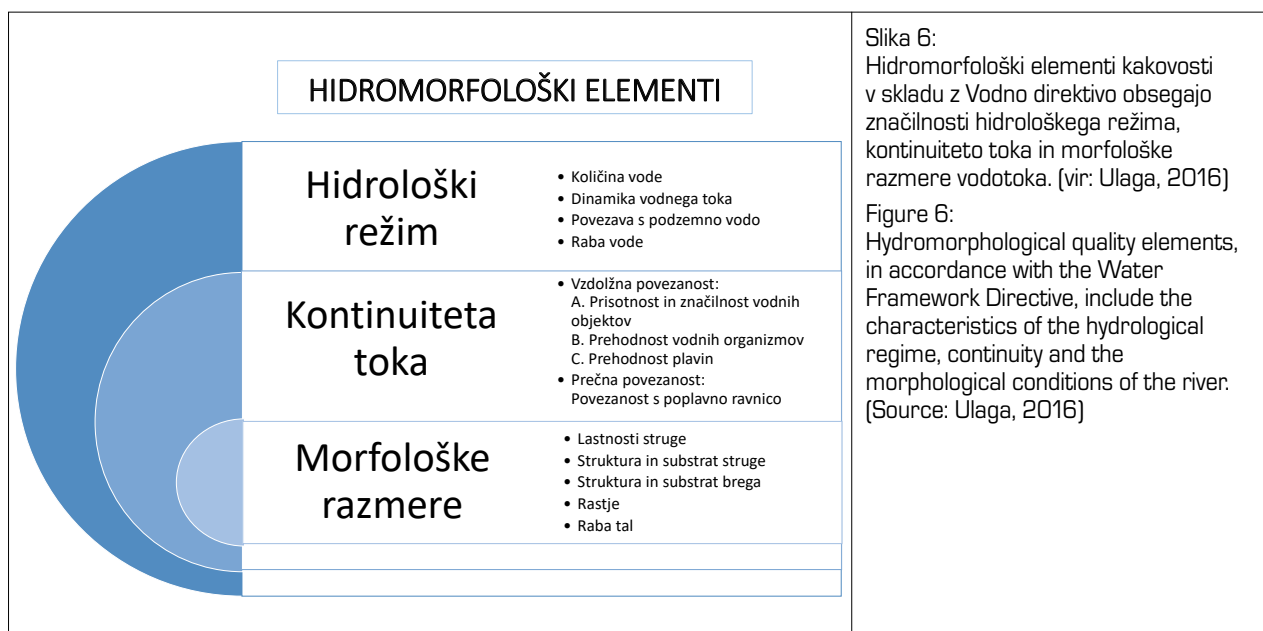 HIDROMORFOLOŠKI ELEMENTI
Hidrološki
režim
• Količina vode
• Dinamika vodnega toka
• Povezava s podzemno vodo
• Raba vode
Kontinuiteta
toka
• Vzdolžna povezanost:
A. Prisotnost in značilnost vodnih
objektov
B. Prehodnost vodnih organizmov
C. Prehodnost plavin
• Prečna povezanost:
Povezanost s poplavno ravnico
Morfološke
razmere
• Lastnosti struge
• Struktura in substrat struge
• Struktura in substrat brega
• Rastje
• Raba tal
Slika 6:
Hidromorfološki elementi kakovosti
v skladu z Vodno direktivo obsegajo
značilnosti hidrološkega režima,
kontinuiteto toka in morfološke
razmere vodotoka. (vir: Ulaga, 2016)
Figure 6:
Hydromorphological quality elements,
in accordance with the Water
Framework Directive, include the
characteristics of the hydrological
regime, continuity and the
morphological conditions of the river.
(Source: Ulaga, 2016)